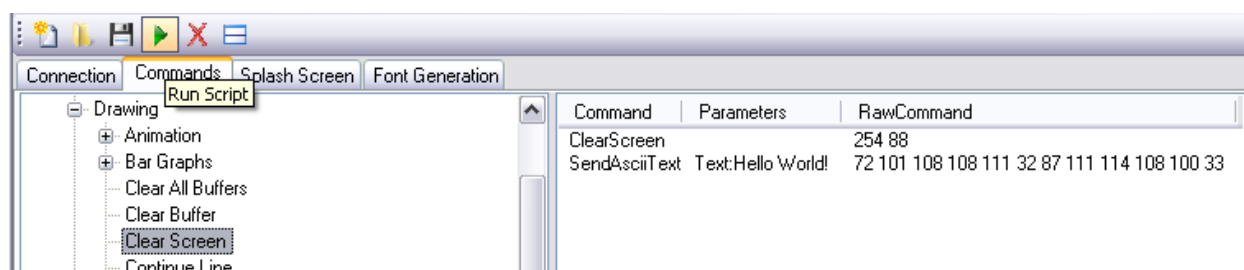 Connection Commands Splash Screen Font Generation
Run Script
Drawing
Animation
Bar Graphs
Clear All Buffers
Clear Buffer
Clear Screen
Continue Line
Command Parameters RawCommand
ClearScreen 254 88
SendAsciiText Text:Hello World! 72 101 108 108 111 32 87 111 114 108 100 33